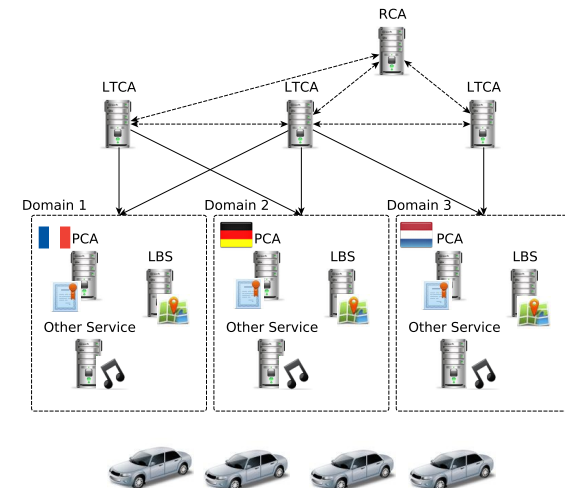 RCA
LTCA LTCA LTCA
Domain 1 Domain 2 Domain 3
PCA PCA PCA
LBS LBS LBS
Other Service Other Service Other Service